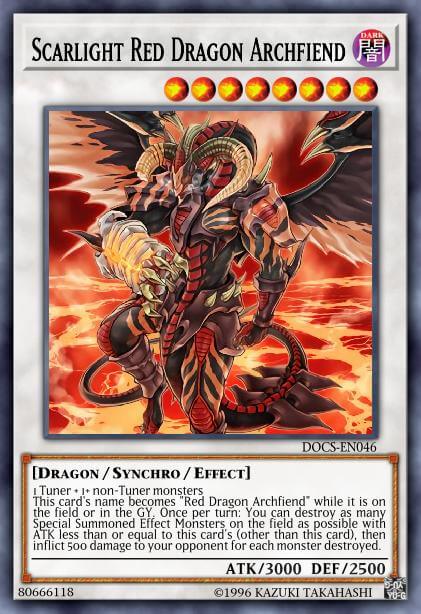 SCARLIGHT RED DRAGON ARCHFIEND
DARK
闇
DOCS-EN046
[DRAGON / SYNCHRO / EFFECT]
1 Tuner + 1+ non-Tuner monsters
This card's name becomes "Red Dragon Archfiend" while it is on
the field or in the GY. Once per turn: You can destroy as many
Special Summoned Effect Monsters on the field as possible with
ATK less than or equal to this card's (other than this card), then
inflict 500 damage to your opponent for each monster destroyed.
ATK/3000 DEF/2500
80666118
©1996 KAZUKI TAKAHASHI